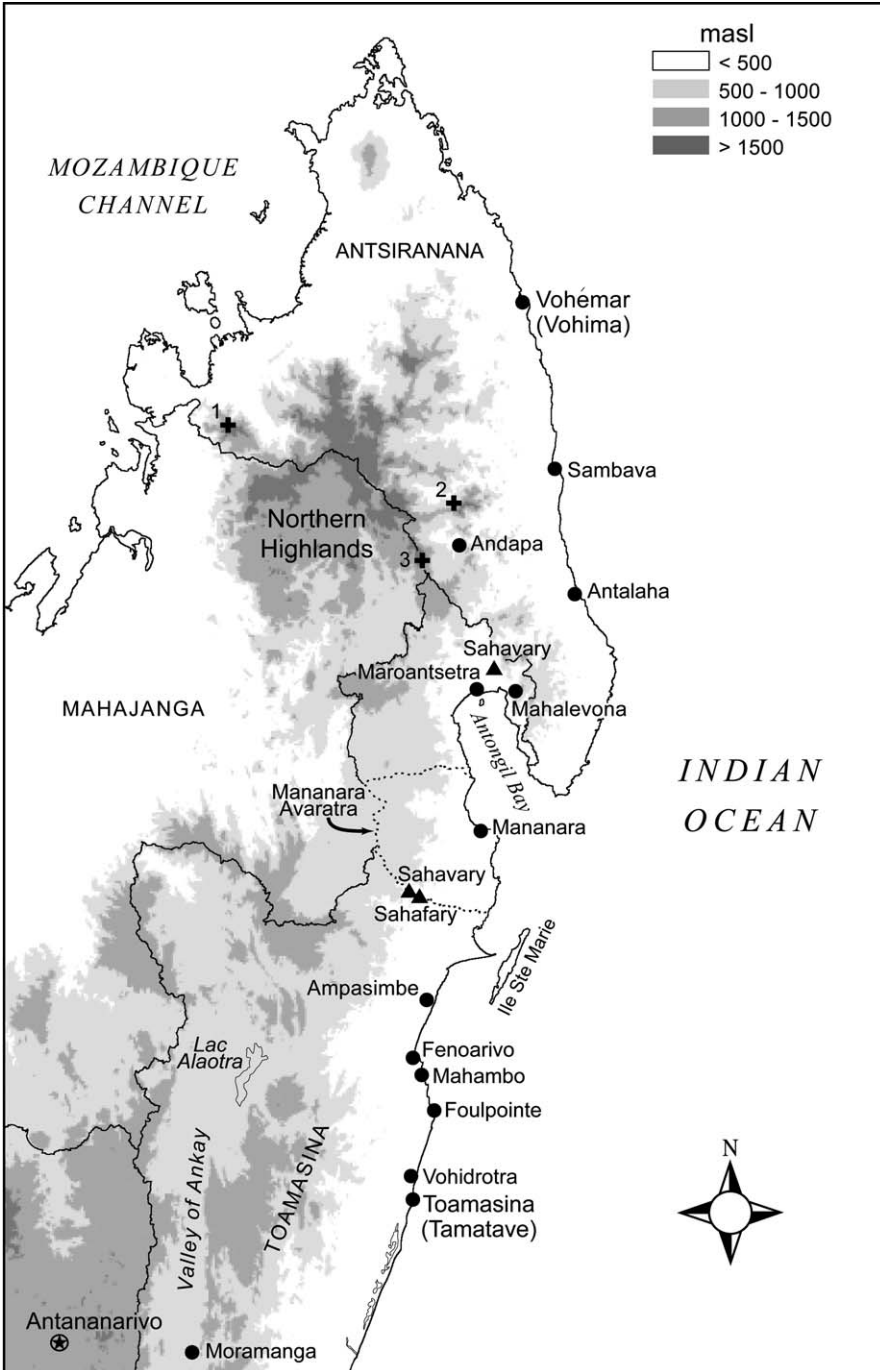 masl
< 500
500 - 1000
1000 - 1500
> 1500
MOZAMBIQUE
CHANNEL
ANTSIRANANA
Vohémar
(Vohima)
1
Sambava
2
Northern
Highlands
Andapa
3
Antalaha
Sahavary
Maroantsetra
MAHAJANGA
Mahalevona
Antongil Bay
INDIAN
OCEAN
Mananara
Avaratra
Mananara
Sahavary
Sahafary
Ile Ste Marie
Ampasimbe
Lac
Alaotra
Fenoarivo
Mahambo
Foulpointe
Valley of Ankay
TOAMASINA
N
Vohidrotra
Toamasina
(Tamatave)
Antananarivo
Moramanga